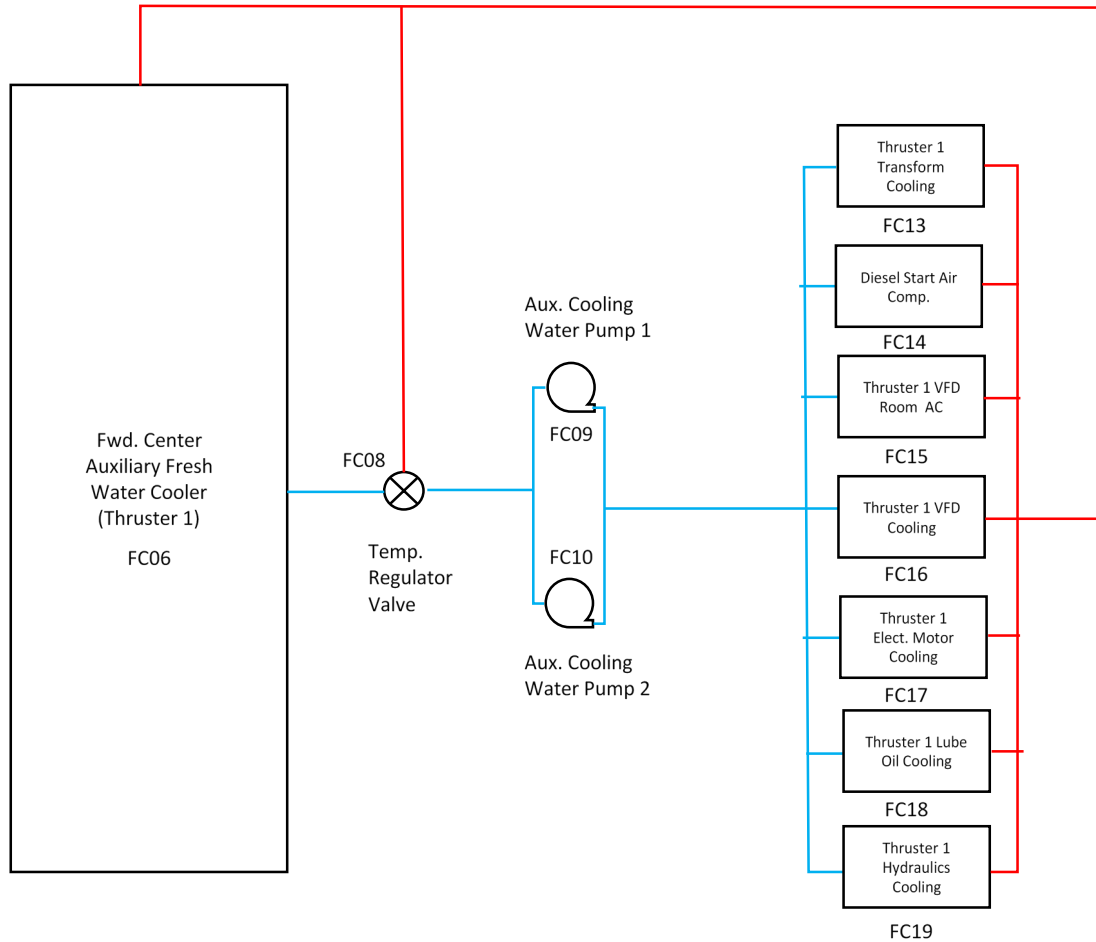 Thruster 1
Transform
Cooling
FC13
Diesel Start Air
Comp.
FC14
Aux. Cooling
Water Pump 1
FC09
Thruster 1 VFD
Room AC
FC15
Fwd. Center
Auxiliary Fresh
Water Cooler
(Thruster 1)
FC06
FC08
Temp.
Regulator
Valve
Thruster 1 VFD
Cooling
FC16
FC10
Aux. Cooling
Water Pump 2
Thruster 1
Elect. Motor
Cooling
FC17
Thruster 1 Lube
Oil Cooling
FC18
Thruster 1
Hydraulics
Cooling
FC19